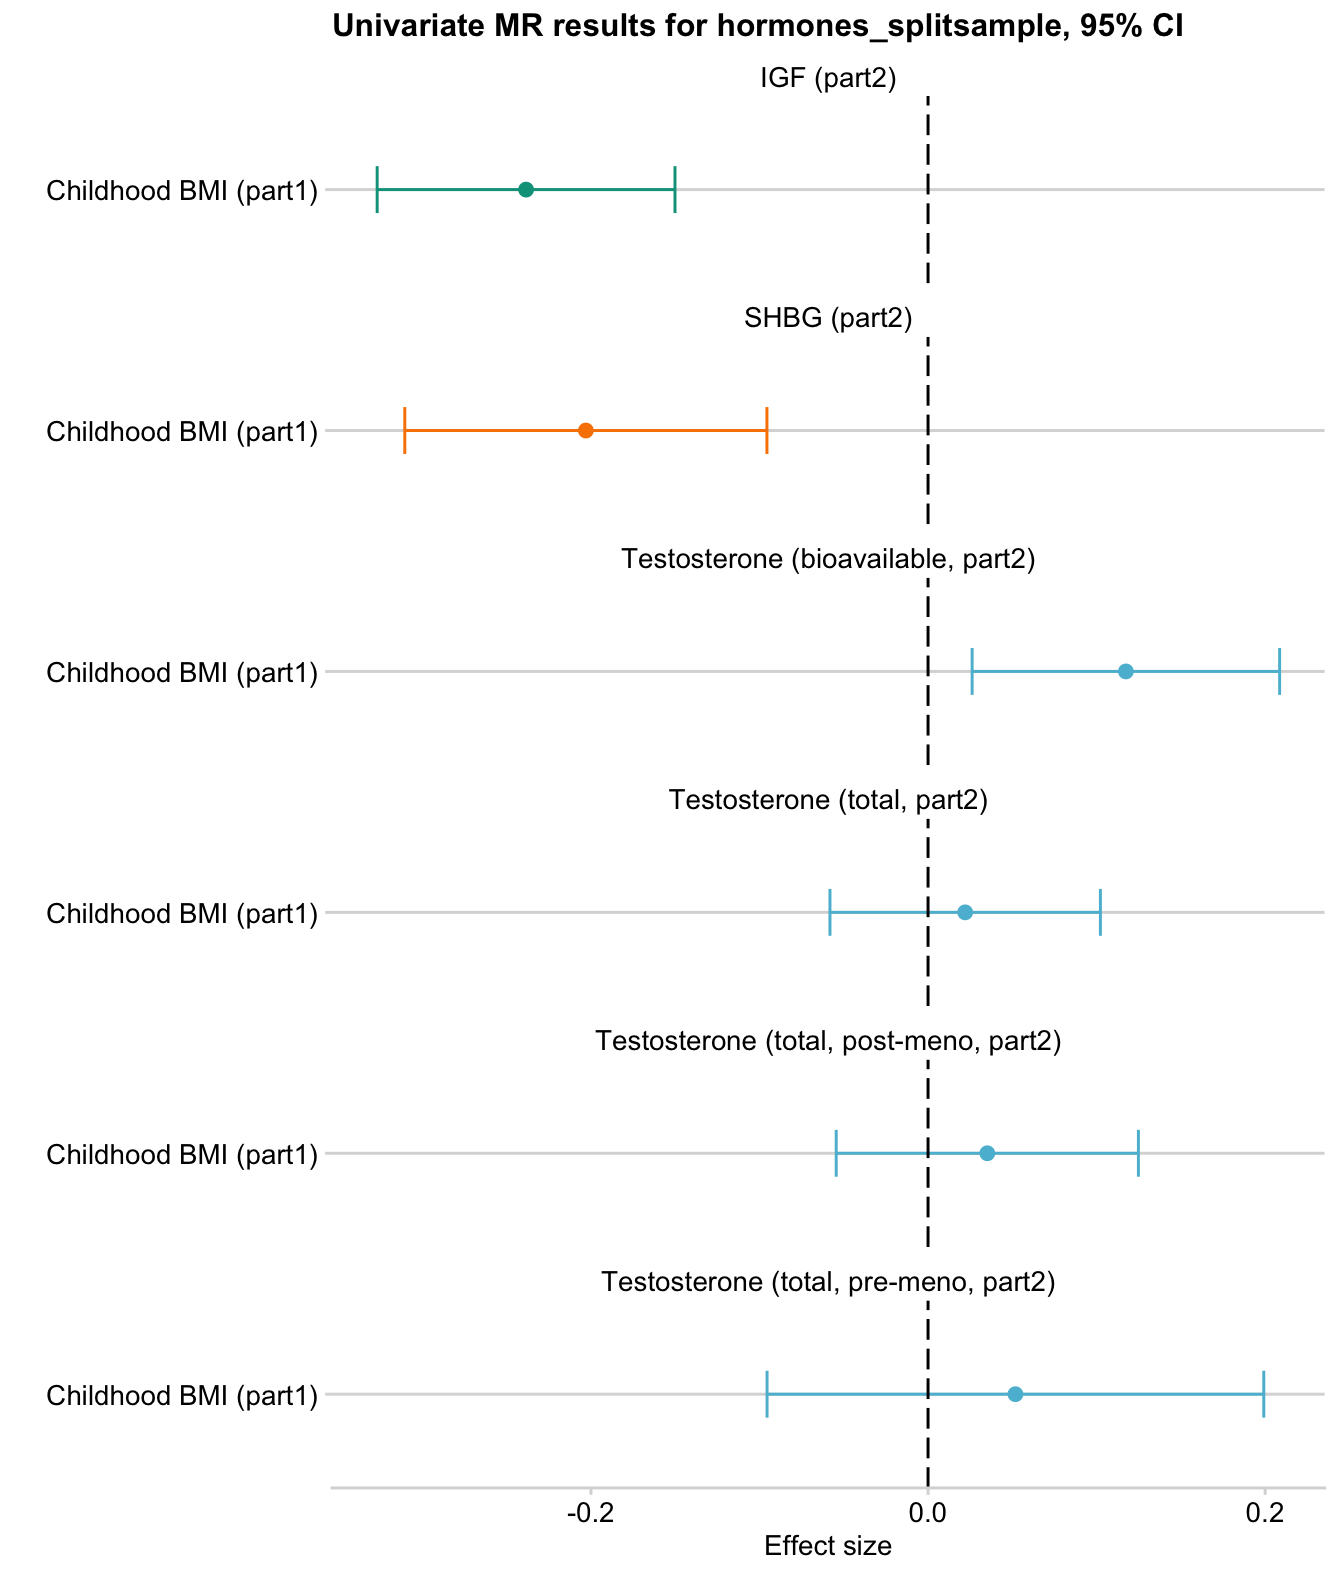 Univariate MR results for hormones_splitsample, 95% CI
IGF (part2)
Childhood BMI (part1)
SHBG (part2)
Childhood BMI (part1)
Testosterone (bioavailable, part2)
Childhood BMI (part1)
Testosterone (total, part2)
Childhood BMI (part1)
Testosterone (total, post-meno, part2)
Childhood BMI (part1)
Testosterone (total, pre-meno, part2)
Childhood BMI (part1)
-0.2 0.0 0.2
Effect size